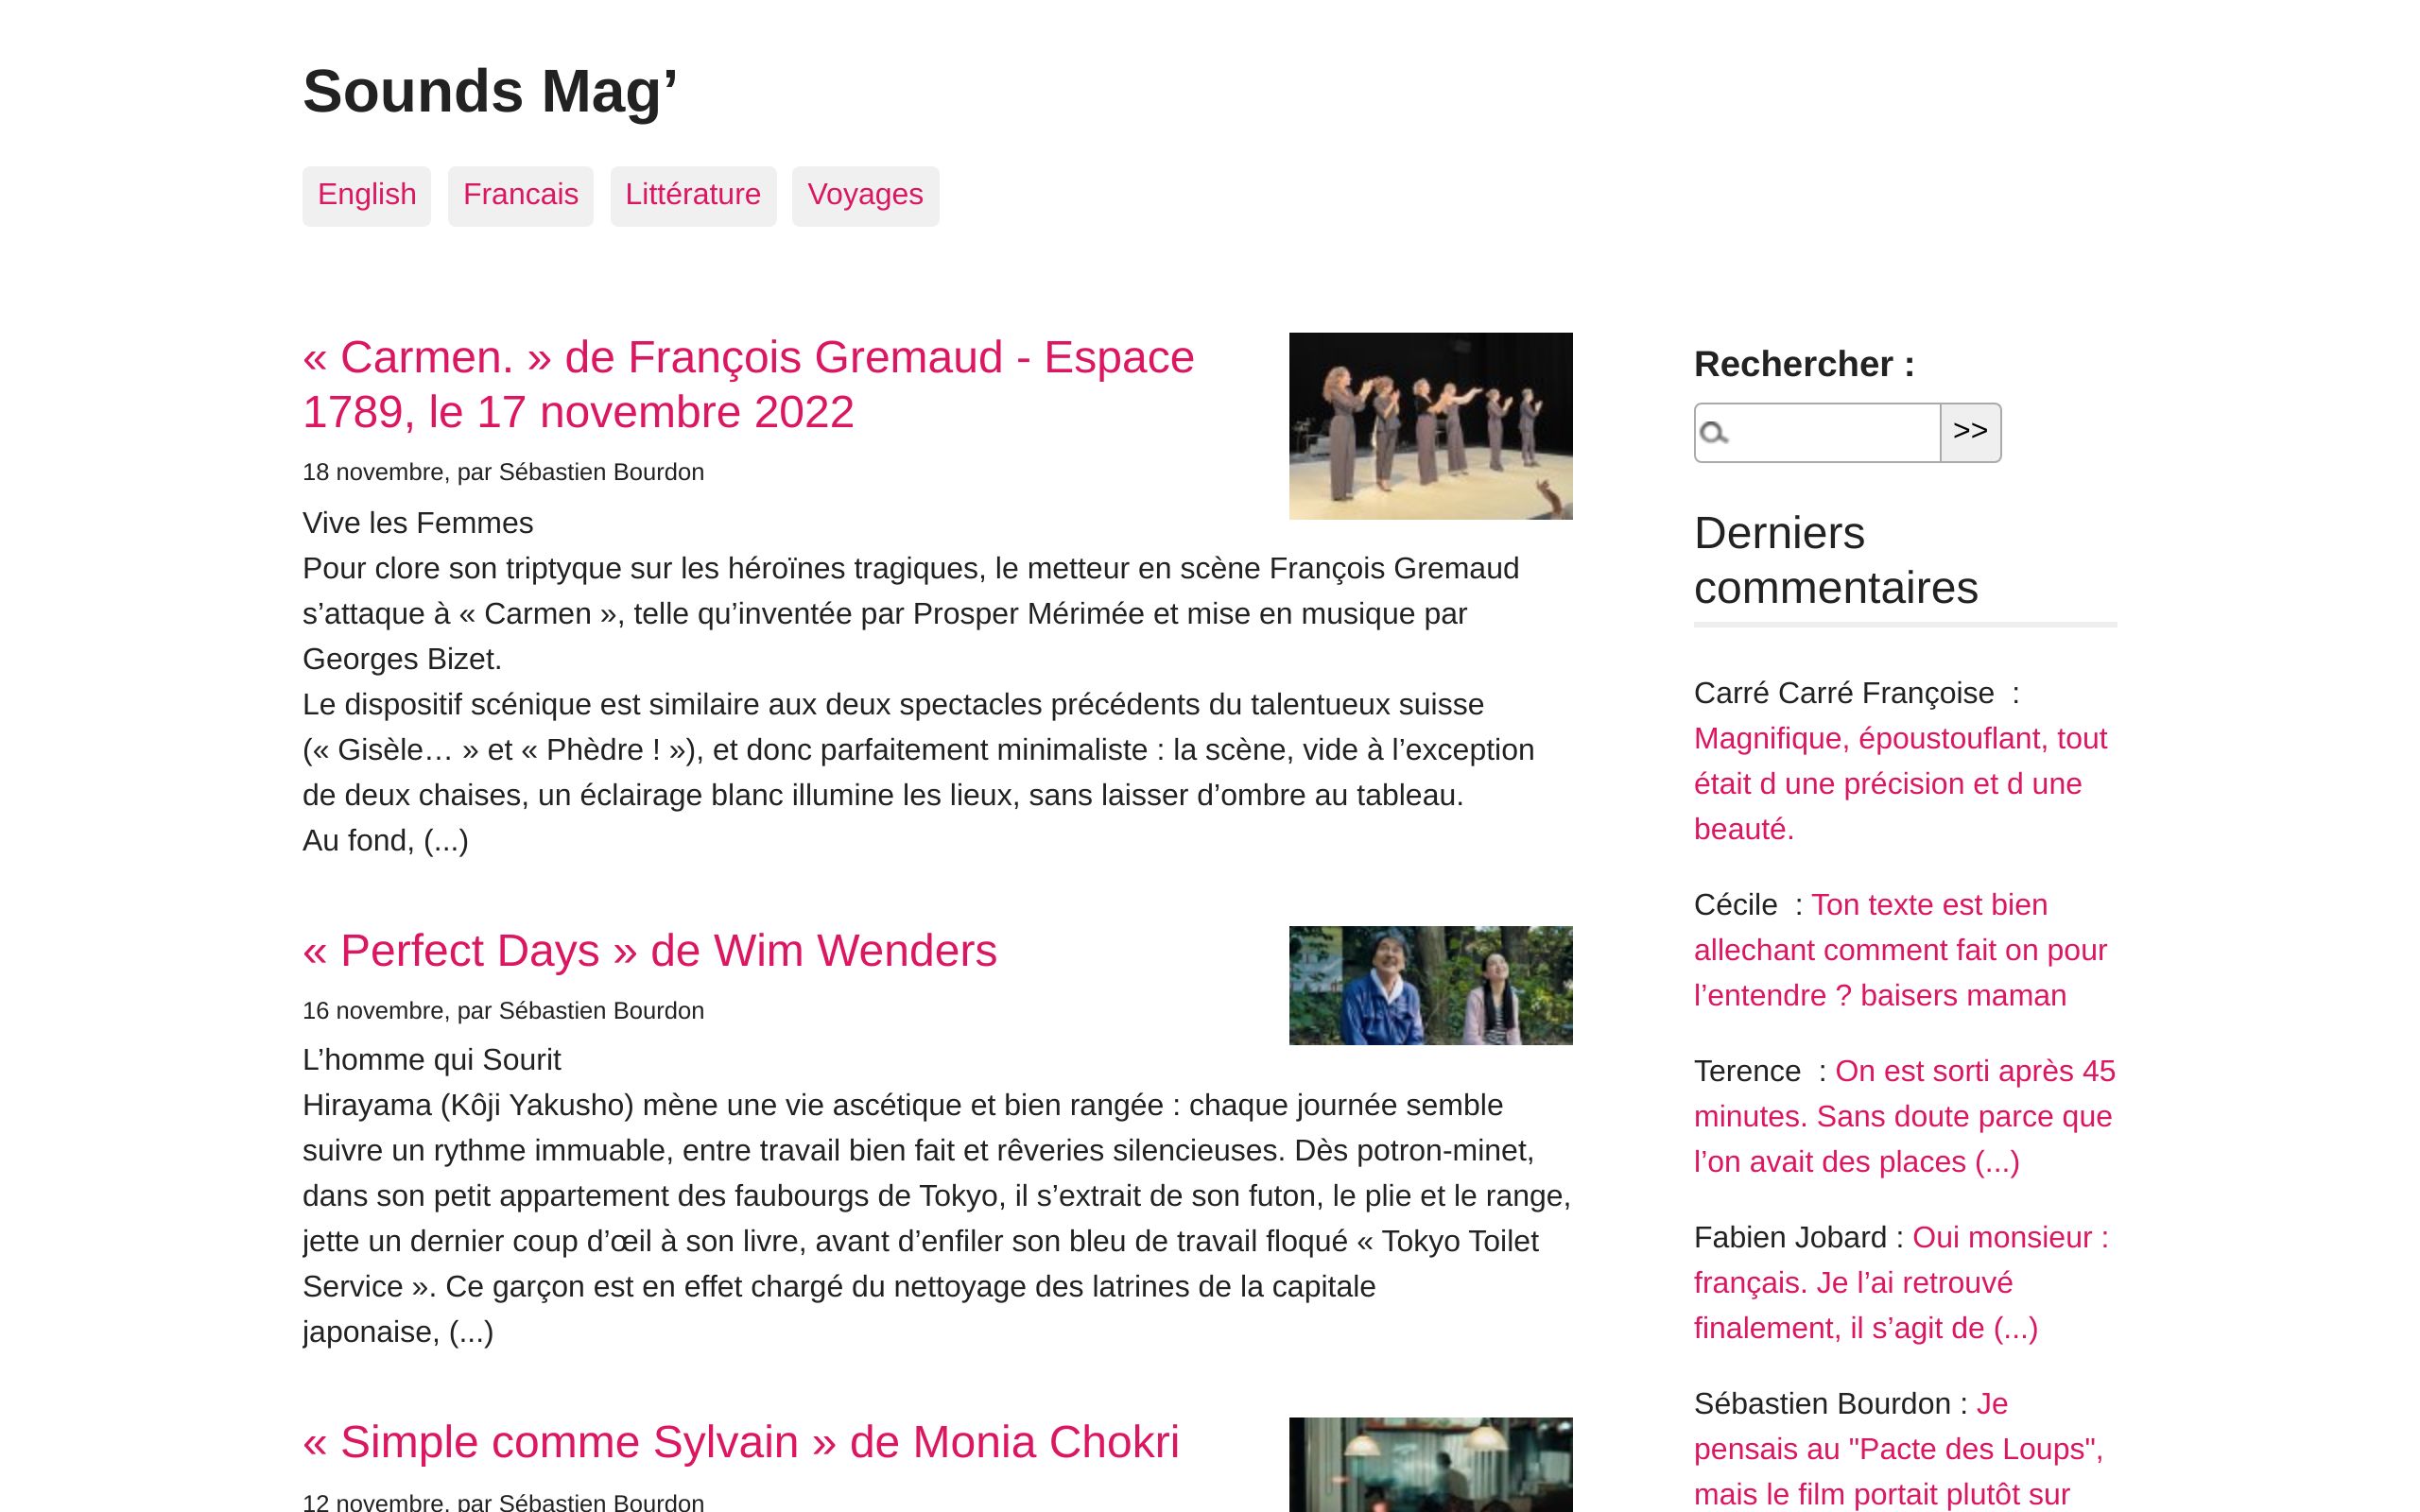 Sounds Mag’
English
Francais
Littérature
Voyages
« Carmen. » de François Gremaud - Espace
1789, le 17 novembre 2022
18 novembre, par Sébastien Bourdon
Vive les Femmes
Pour clore son triptyque sur les héroïnes tragiques, le metteur en scène François Gremaud
s’attaque à « Carmen », telle qu’inventée par Prosper Mérimée et mise en musique par
Georges Bizet.
Le dispositif scénique est similaire aux deux spectacles précédents du talentueux suisse
(« Gisèle… » et « Phèdre ! »), et donc parfaitement minimaliste : la scène, vide à l’exception
de deux chaises, un éclairage blanc illumine les lieux, sans laisser d’ombre au tableau.
Au fond, (...)
« Perfect Days » de Wim Wenders
16 novembre, par Sébastien Bourdon
L’homme qui Sourit
Hirayama (Kôji Yakusho) mène une vie ascétique et bien rangée : chaque journée semble
suivre un rythme immuable, entre travail bien fait et rêveries silencieuses. Dès potron-minet,
dans son petit appartement des faubourgs de Tokyo, il s’extrait de son futon, le plie et le range,
jette un dernier coup d’œil à son livre, avant d’enfiler son bleu de travail floqué « Tokyo Toilet
Service ». Ce garçon est en effet chargé du nettoyage des latrines de la capitale
japonaise, (...)
« Simple comme Sylvain » de Monia Chokri
12 novembre, par Sébastien Bourdon
Rechercher :
>>
Derniers
commentaires
Carré Carré Françoise  :
Magnifique, époustouflant, tout
était d une précision et d une
beauté.
Cécile  : Ton texte est bien
allechant comment fait on pour
l’entendre ? baisers maman
Terence  : On est sorti après 45
minutes. Sans doute parce que
l’on avait des places (...)
Fabien Jobard : Oui monsieur :
français. Je l’ai retrouvé
finalement, il s’agit de (...)
Sébastien Bourdon : Je
pensais au "Pacte des Loups",
mais le film portait plutôt sur